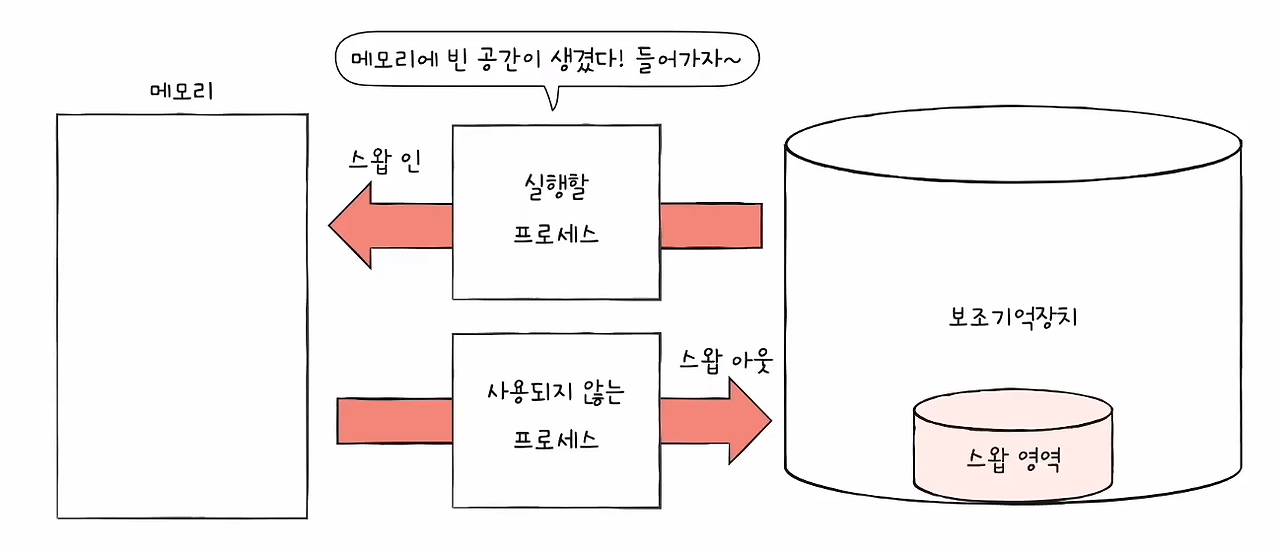 메모리에 빈 공간이 생겼다! 들어가자~
메모리
스왑 인
실행할
프로세스
보조기억장치
스왑 아웃
사용되지 않는
프로세스
스왑 영역